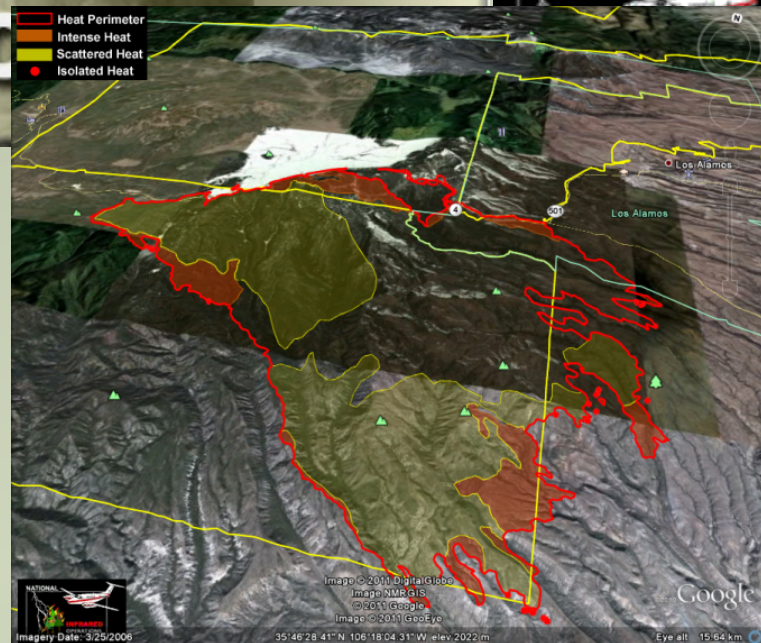 Heat Perimeter
Intense Heat
Scattered Heat
Isolated Heat
N
Los Alamos
4
501
Los Alamos
NATIONAL
INFRARED
OPERATIONS
Image © 2011 DigitalGlobe
Image NMRGIS
© 2011 Google
Image © 2011 GeoEye
Google
Imagery Date: 3/25/2006
35°46'28.41" N 106°18'04.31" W elev 2022 m
Eye alt 15.64 km